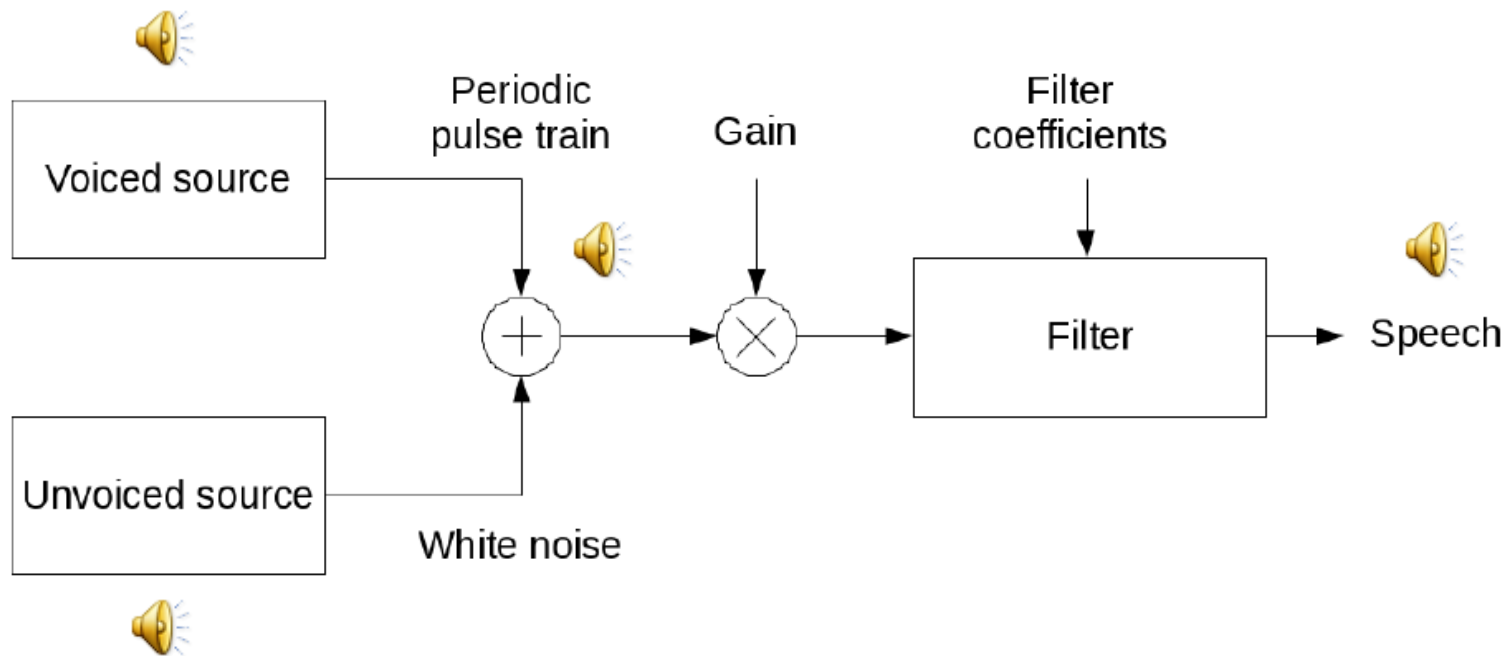 Periodic
pulse train
Gain
Filter
coefficients
Voiced source
Filter
Speech
Unvoiced source
White noise